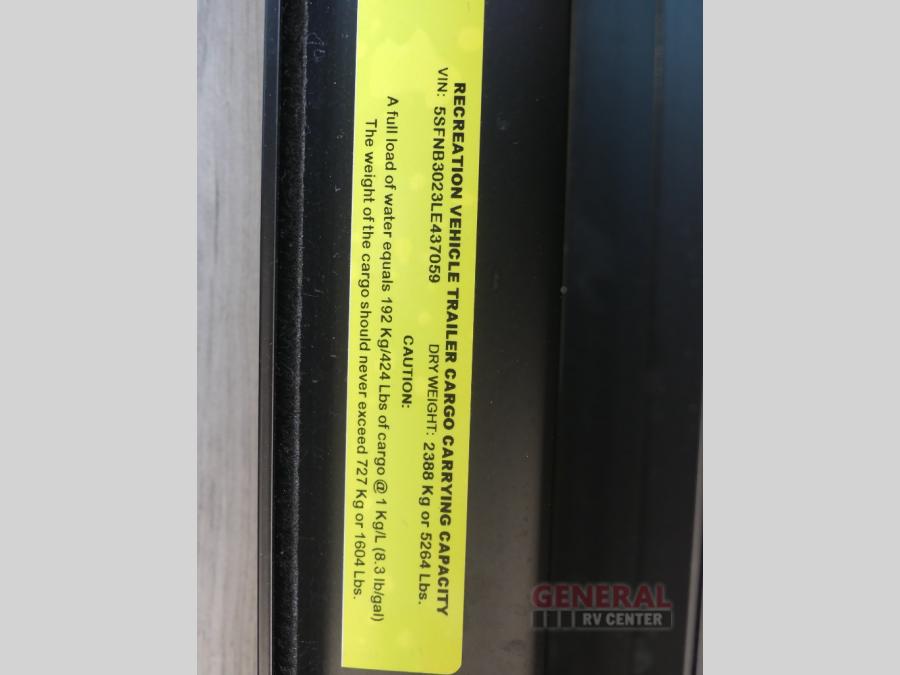 RECREATION VEHICLE TRAILER CARGO CARRYING CAPACITY
VIN: 5SFNB3023LE437059 DRY WEIGHT: 2388 Kg or 5264 Lbs.
CAUTION:
A full load of water equals 192 Kg/424 Lbs of cargo @ 1 Kg/L (8.3 lb/gal)
The weight of the cargo should never exceed 727 Kg or 1604 Lbs.
GENERAL
RV CENTER